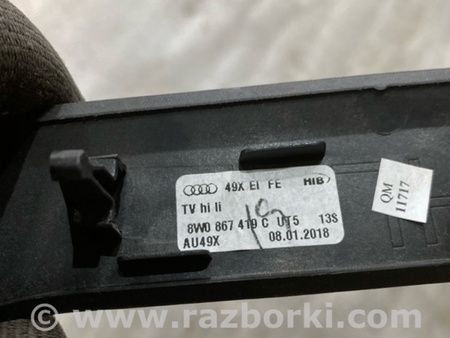 49X EI FE HIB7
TV hi li
8W0 867 419 C UT5 13S
AU49X 08.01.2018
QM
11717
www.razborki.com